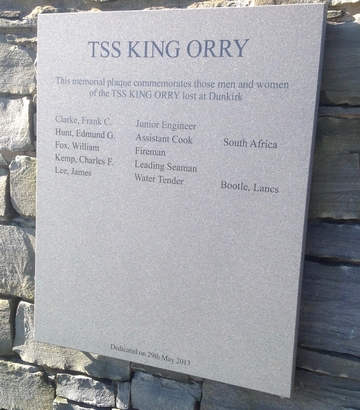 TSS KING ORRY
This memorial plaque commemorates those men and women
of the TSS KING ORRY lost at Dunkirk
Clarke, Frank C. Junior Engineer
Hunt, Edmund G. Assistant Cook South Africa
Fox, William Fireman
Kemp, Charles F. Leading Seaman
Lee, James Water Tender Bootle, Lancs
Dedicated on 29th May 2013